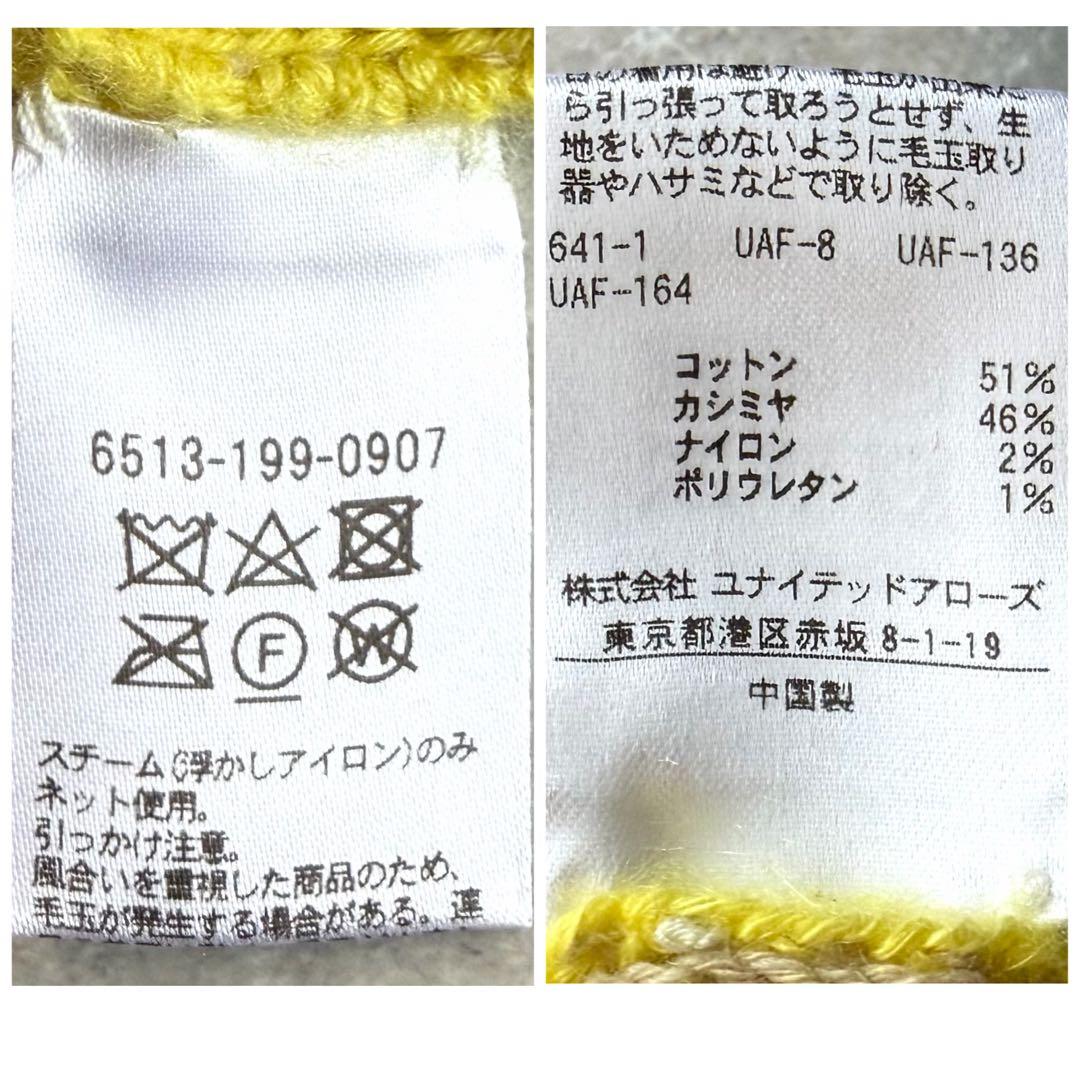 6513-199-0907
F
W
スチーム(浮かしアイロン)のみ
ネット使用。
引っかけ注意。
風合いを重視した商品のため、
毛玉が発生する場合がある。連
ら引っ張って取ろうとせず、生
地をいためないように毛玉取り
器やハサミなどで取り除く。
641-1 UAF-8 UAF-136
UAF-164
コットン 51%
カシミヤ 46%
ナイロン 2%
ポリウレタン 1%
株式会社 ユナイテッドアローズ
東京都港区赤坂 8-1-19
中国製